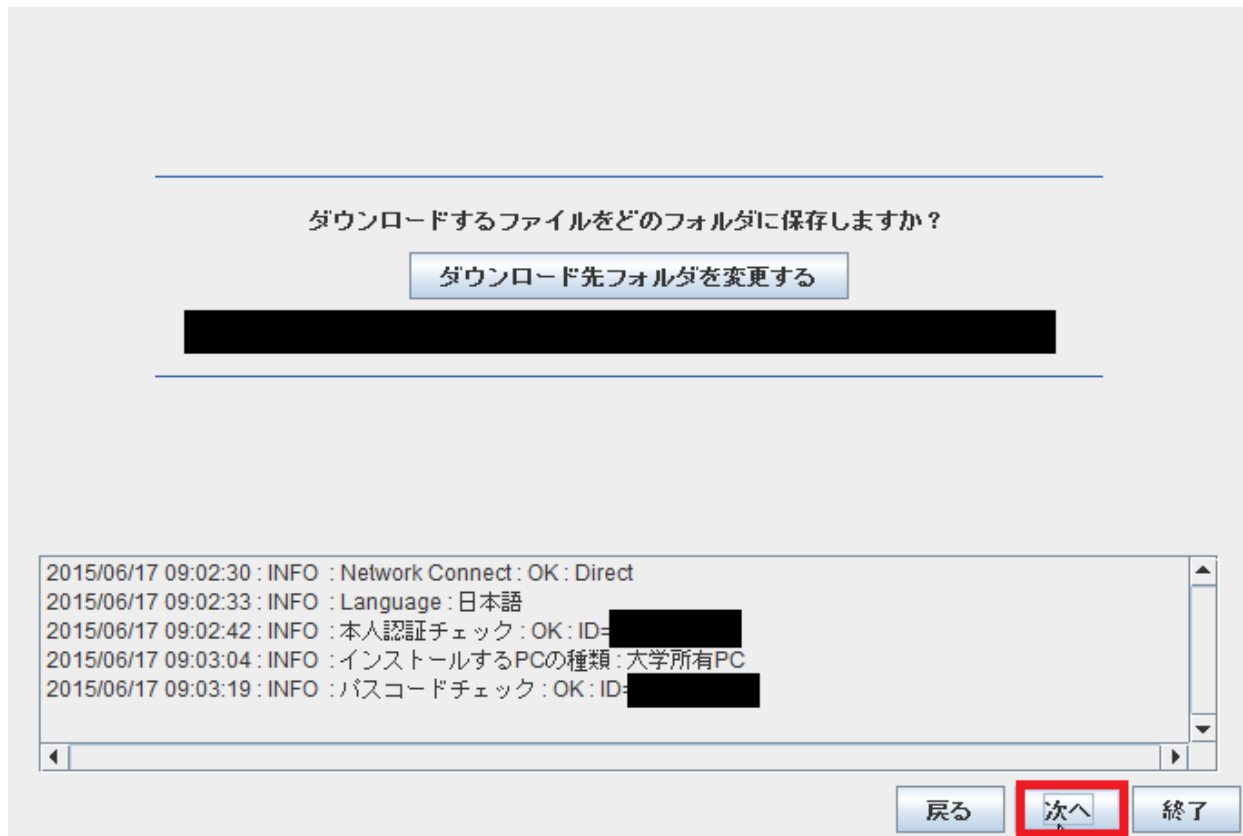 ダウンロードするファイルをどのフォルダに保存しますか？
ダウンロード先フォルダを変更する
2015/06/17 09:02:30 : INFO : Network Connect : OK : Direct
2015/06/17 09:02:33 : INFO : Language : 日本語
2015/06/17 09:02:42 : INFO : 本人認証チェック : OK : ID=
2015/06/17 09:03:04 : INFO : インストールするPCの種類 : 大学所有PC
2015/06/17 09:03:19 : INFO : パスコードチェック : OK : ID=
戻る 次へ 終了